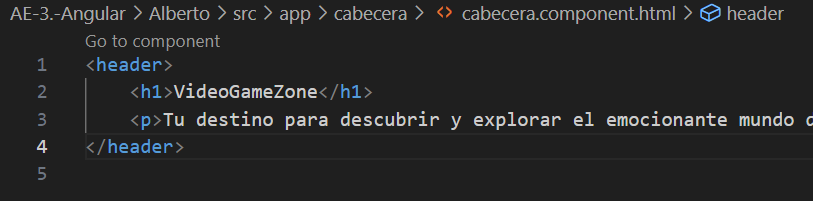 AE-3.-Angular > Alberto > src > app > cabecera > <> cabecera.component.html > header
Go to component
1 <header>
2 <h1>VideoGameZone</h1>
3 <p>Tu destino para descubrir y explorar el emocionante mundo
4 </header>
5